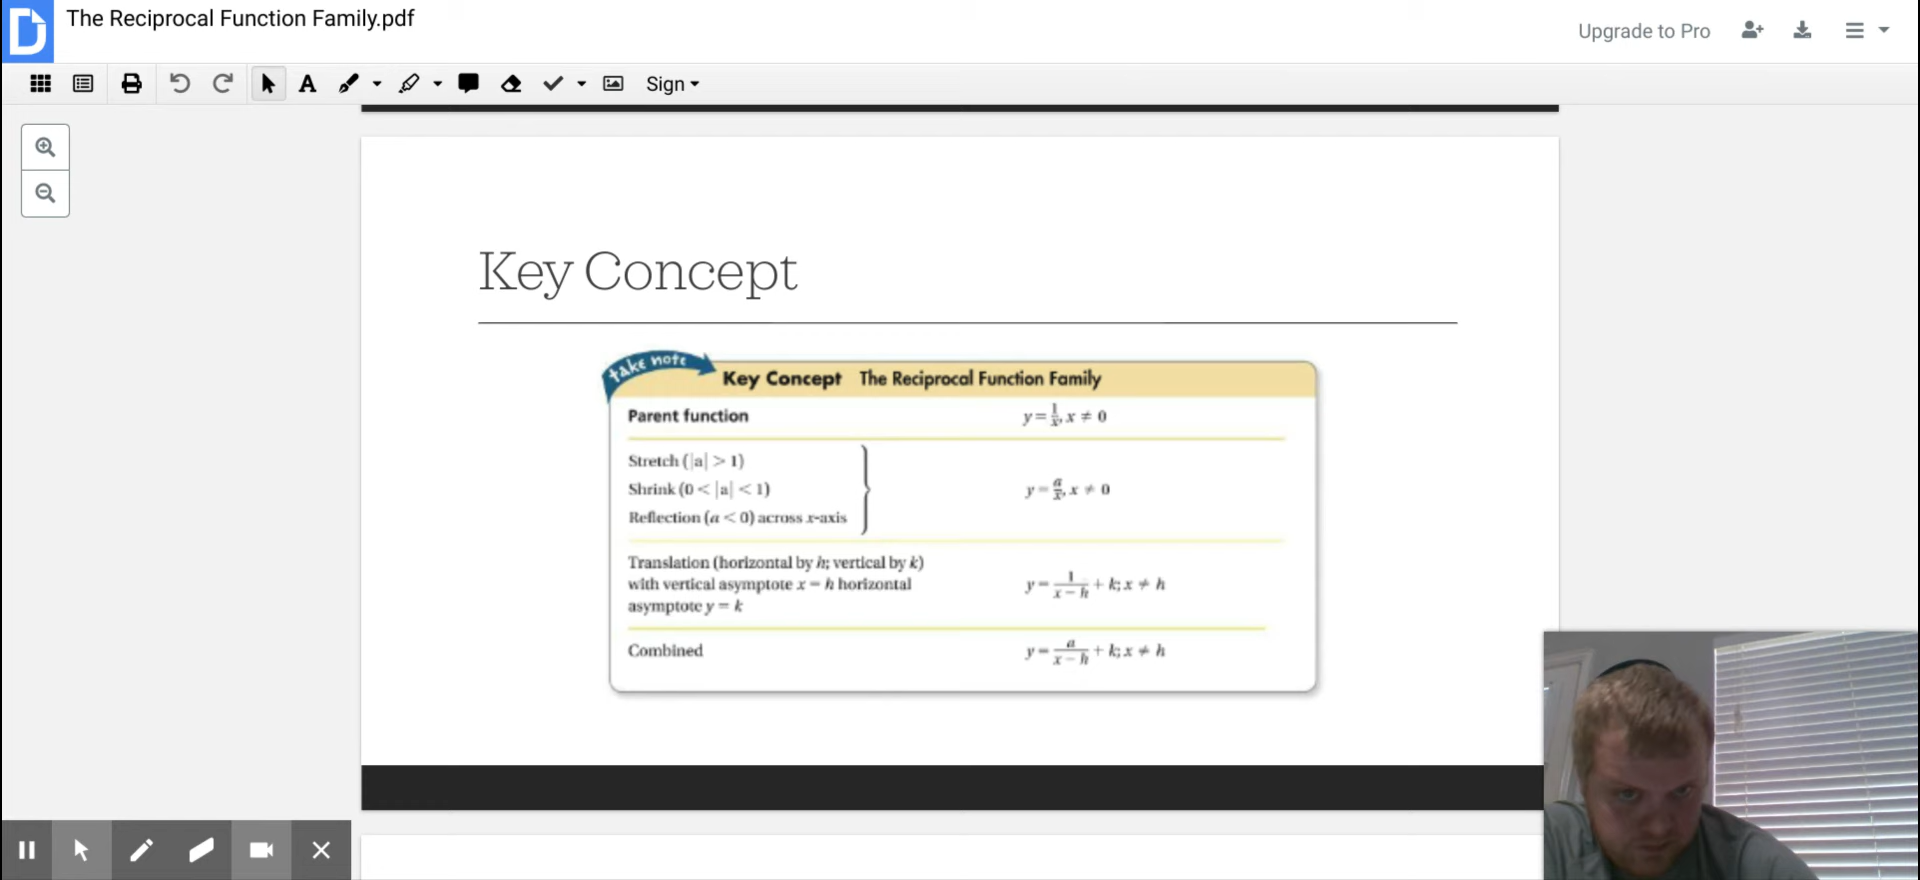 The Reciprocal Function Family.pdf
Upgrade to Pro
A
Sign
Key Concept
take note
Key Concept The Reciprocal Function Family
Parent function y = 1/x, x ≠ 0
Stretch (|a| > 1)
Shrink (0 < |a| < 1)
y = a/x, x ≠ 0
Reflection (a < 0) across x-axis
Translation (horizontal by h; vertical by k)
with vertical asymptote x = h horizontal
asymptote y = k
y = 1/(x − h) + k; x ≠ h
Combined y = a/(x − h) + k; x ≠ h